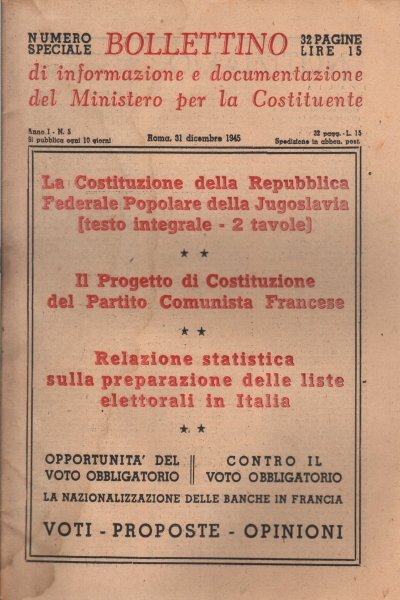 NUMERO SPECIALE
BOLLETTINO
32 PAGINE LIRE 15
di informazione e documentazione
del Ministero per la Costituente
Anno I - N. 5
Si pubblica ogni 10 giorni
Roma, 31 dicembre 1945
32 pagg. - L. 15
Spedizione in abbon. post.
La Costituzione della Repubblica
Federale Popolare della Jugoslavia
[testo integrale - 2 tavole]
★ ★
Il Progetto di Costituzione
del Partito Comunista Francese
★ ★
Relazione statistica
sulla preparazione delle liste
elettorali in Italia
★ ★
OPPORTUNITA' DEL
VOTO OBBLIGATORIO
CONTRO IL
VOTO OBBLIGATORIO
LA NAZIONALIZZAZIONE DELLE BANCHE IN FRANCIA
VOTI - PROPOSTE - OPINIONI